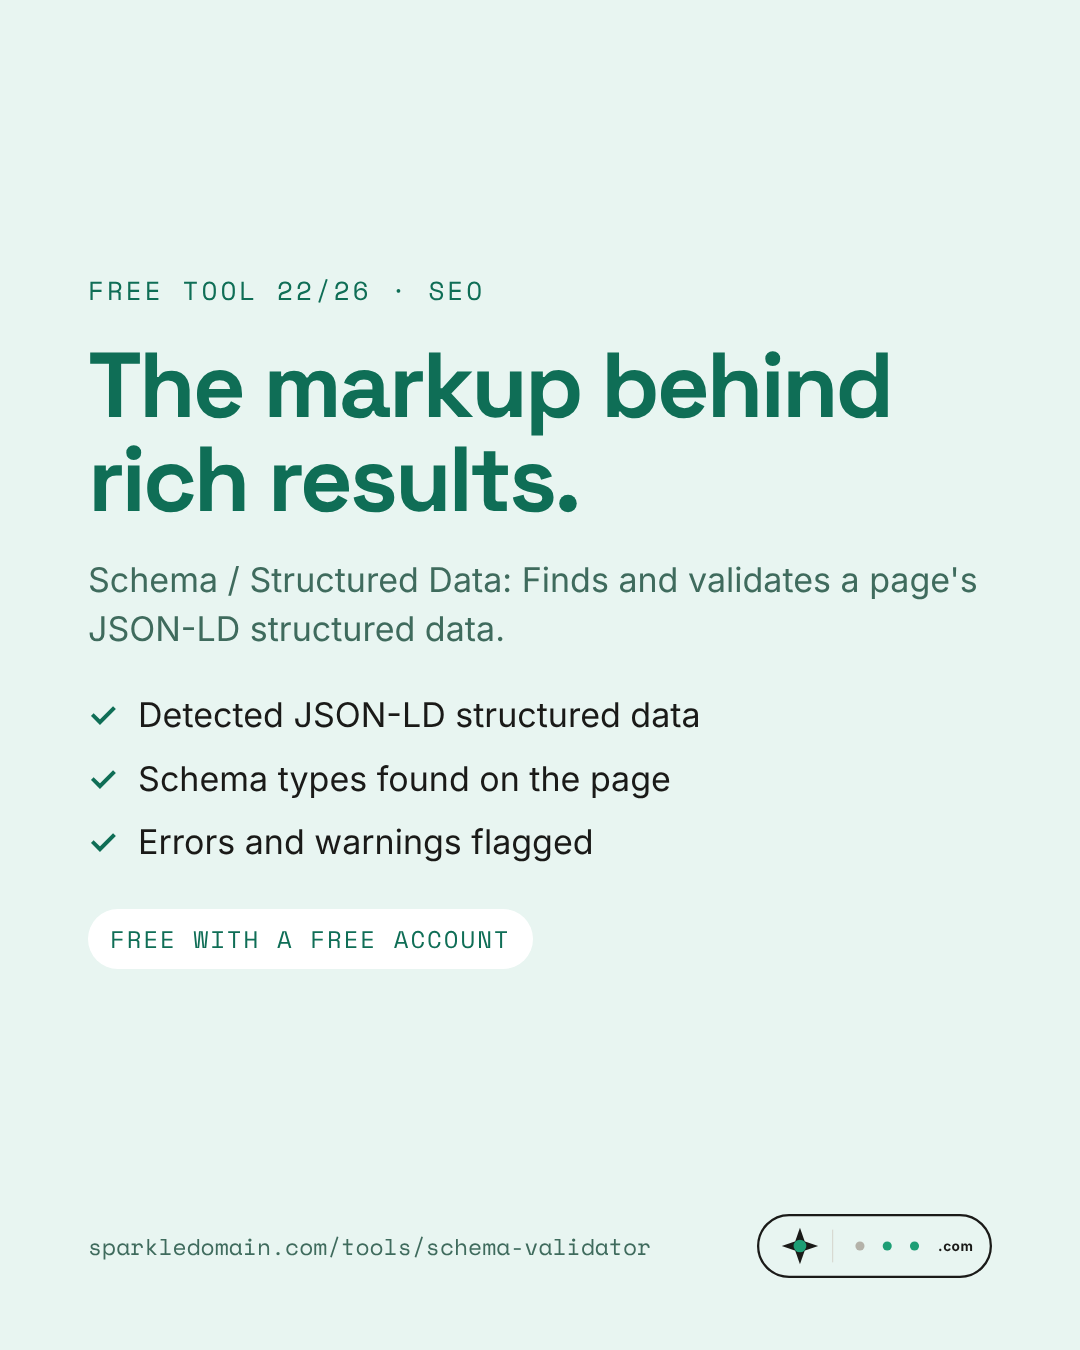 FREE TOOL 22/26 · SEO
The markup behind
rich results.
Schema / Structured Data: Finds and validates a page's
JSON-LD structured data.
Detected JSON-LD structured data
Schema types found on the page
Errors and warnings flagged
FREE WITH A FREE ACCOUNT
sparkledomain.com/tools/schema-validator
.com